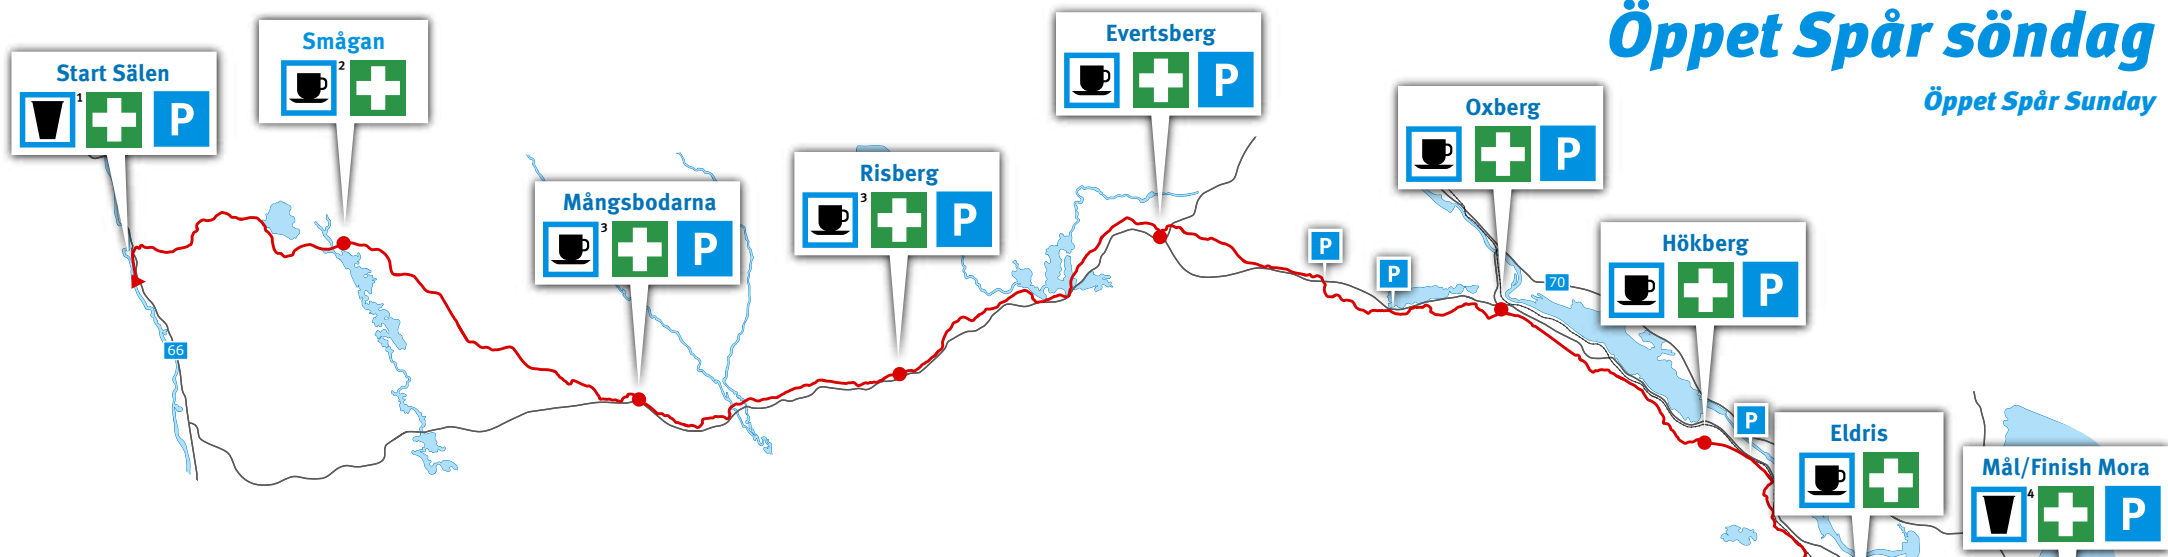 Öppet Spår söndag
Öppet Spår Sunday
Start Sälen
1
P
Smågan
2
Mångsbodarna
3
P
Risberg
3
P
Evertsberg
P
P
P
Oxberg
P
Hökberg
P
P
Eldris
Mål/Finish Mora
4
P
66
70